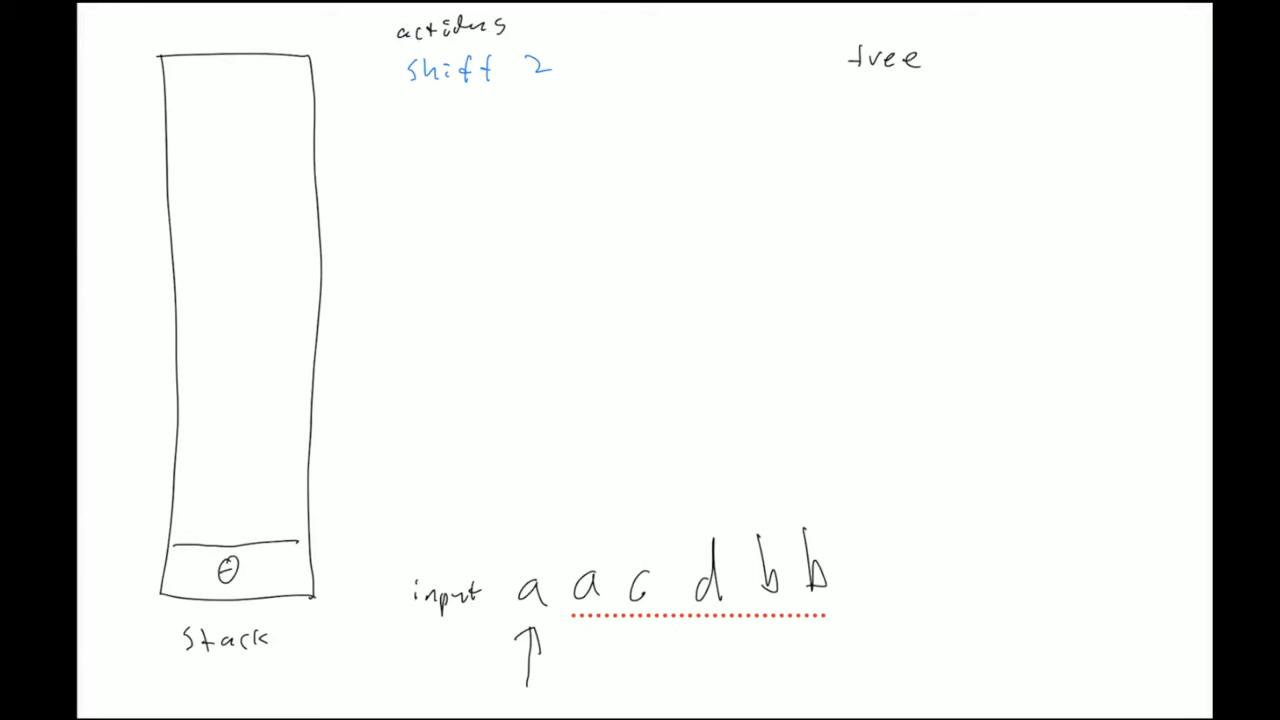 actions
shift 2
tree
0
input a a c d b b
stack